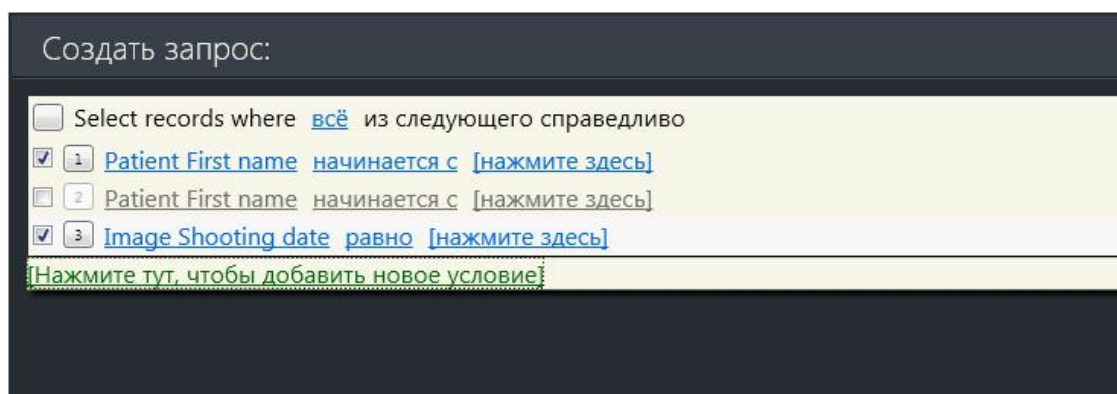 Создать запрос:
Select records where всё из следующего справедливо
1 Patient First name начинается с [нажмите здесь]
2 Patient First name начинается с [нажмите здесь]
3 Image Shooting date равно [нажмите здесь]
[Нажмите тут, чтобы добавить новое условие]